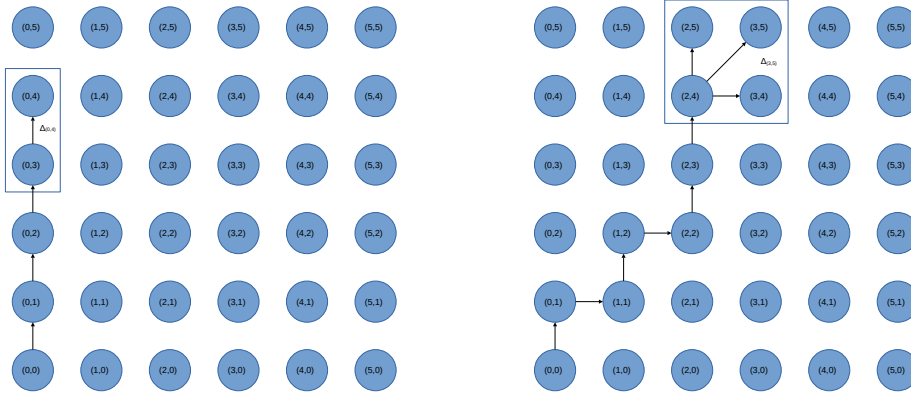 (0,5) (1,5) (2,5) (3,5) (4,5) (5,5)
(0,4) (1,4) (2,4) (3,4) (4,4) (5,4)
Δ(0,4)
(0,3) (1,3) (2,3) (3,3) (4,3) (5,3)
(0,2) (1,2) (2,2) (3,2) (4,2) (5,2)
(0,1) (1,1) (2,1) (3,1) (4,1) (5,1)
(0,0) (1,0) (2,0) (3,0) (4,0) (5,0)
(0,5) (1,5) (2,5) (3,5) (4,5) (5,5)
Δ(3,5)
(0,4) (1,4) (2,4) (3,4) (4,4) (5,4)
(0,3) (1,3) (2,3) (3,3) (4,3) (5,3)
(0,2) (1,2) (2,2) (3,2) (4,2) (5,2)
(0,1) (1,1) (2,1) (3,1) (4,1) (5,1)
(0,0) (1,0) (2,0) (3,0) (4,0) (5,0)